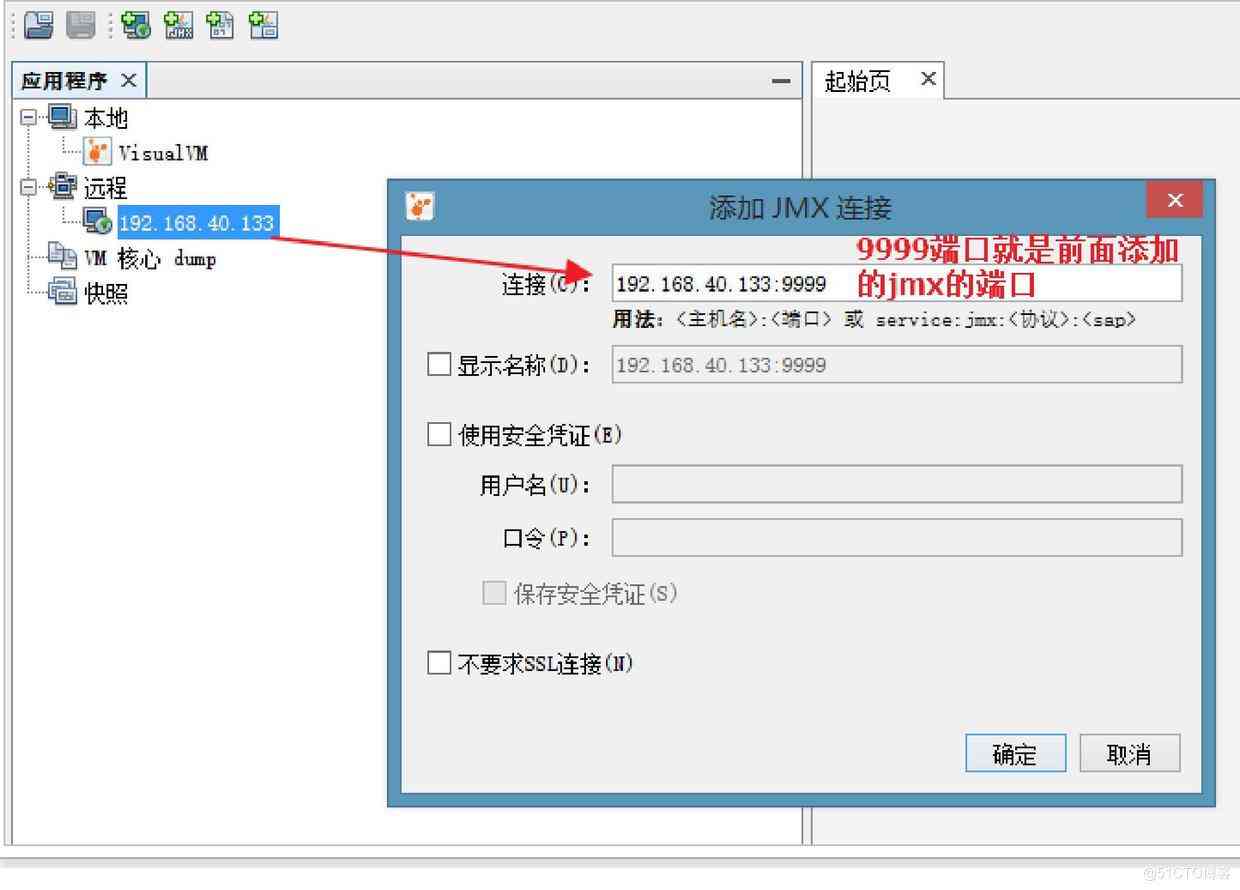 JMX
应用程序
起始页
本地
VisualVM
远程
192.168.40.133
VM 核心 dump
快照
添加 JMX 连接
9999端口就是前面添加
的jmx的端口
连接(C): 192.168.40.133:9999
用法: <主机名>:<端口> 或 service:jmx:<协议>:<sap>
显示名称(D): 192.168.40.133:9999
使用安全凭证(E)
用户名(U):
口令(P):
保存安全凭证(S)
不要求SSL连接(N)
确定 取消
@51CTO博客